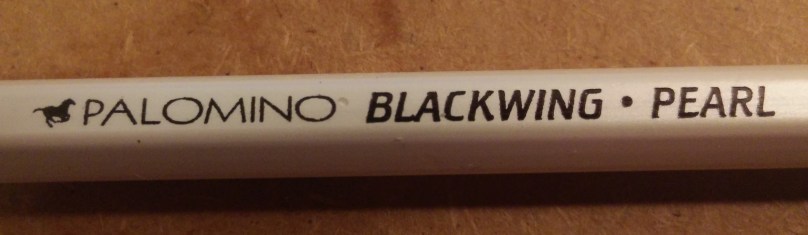 PALOMINO BLACKWING • PEARL